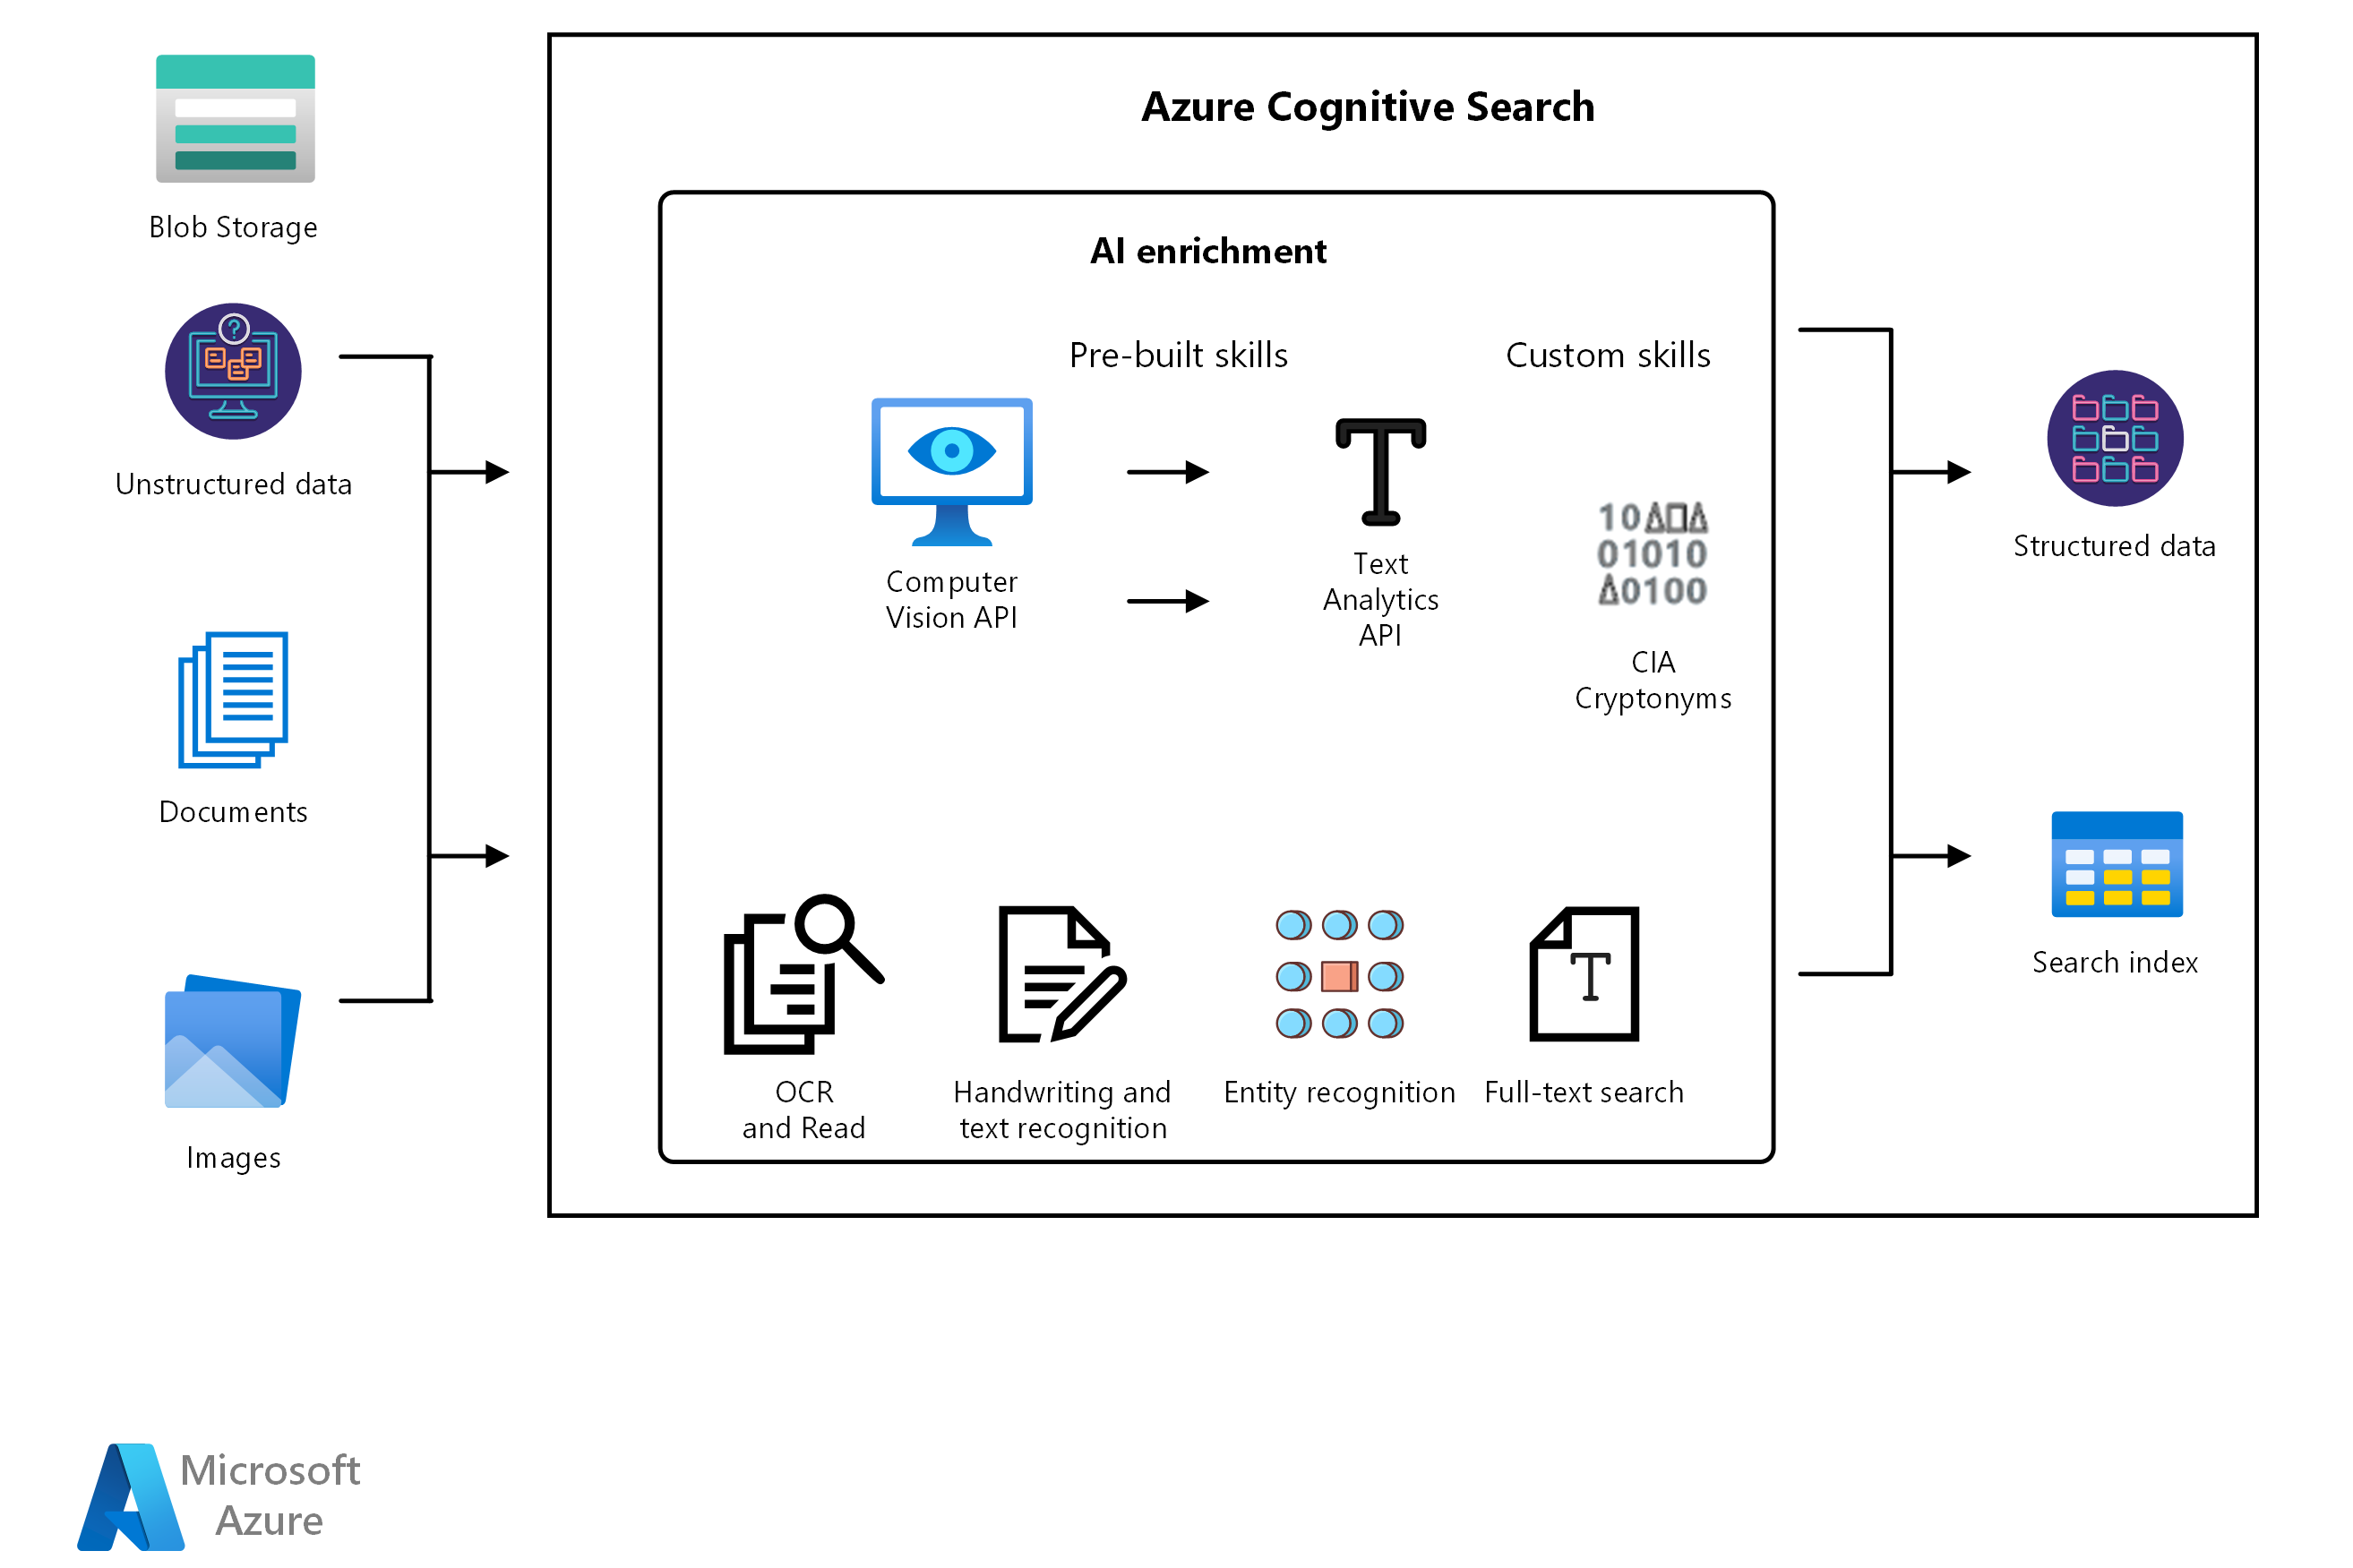 Azure Cognitive Search
Blob Storage
AI enrichment
Unstructured data
Documents
Images
Pre-built skills
Custom skills
Computer
Vision API
Text
Analytics
API
10
01010
0100
CIA
Cryptonyms
OCR
and Read
Handwriting and
text recognition
Entity recognition
Full-text search
Structured data
Search index
Microsoft
Azure